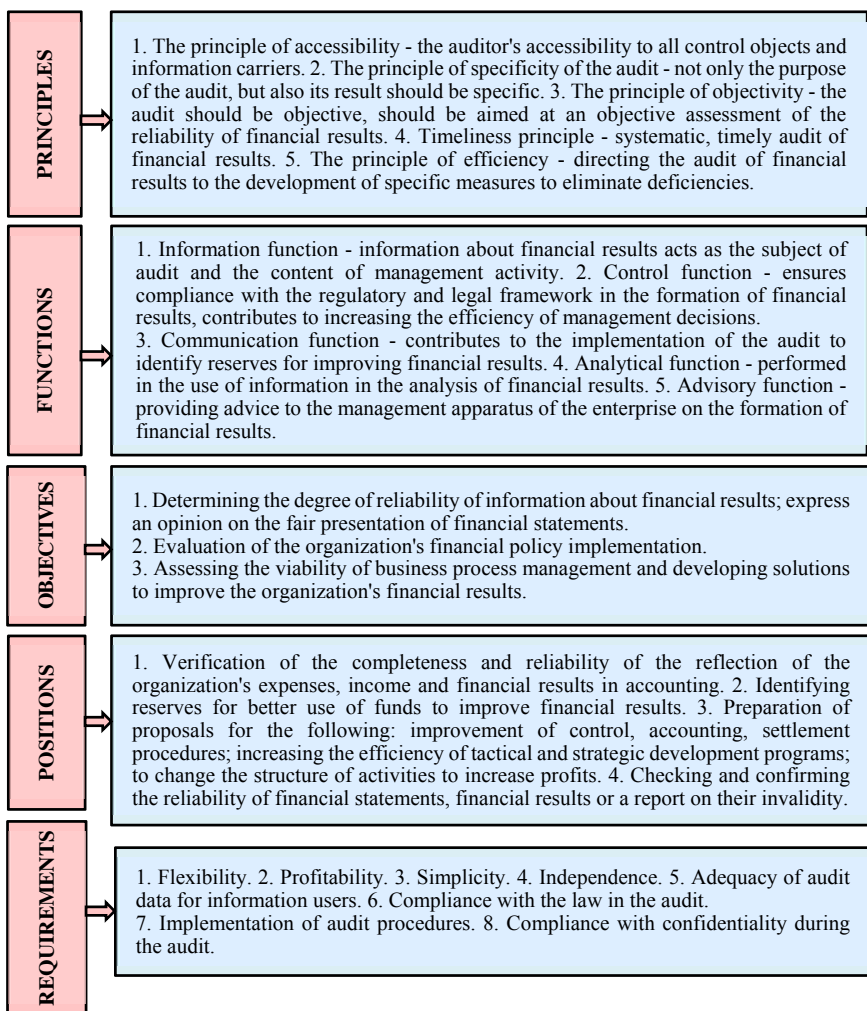 PRINCIPLES
1. The principle of accessibility - the auditor's accessibility to all control objects and
information carriers. 2. The principle of specificity of the audit - not only the purpose
of the audit, but also its result should be specific. 3. The principle of objectivity - the
audit should be objective, should be aimed at an objective assessment of the
reliability of financial results. 4. Timeliness principle - systematic, timely audit of
financial results. 5. The principle of efficiency - directing the audit of financial
results to the development of specific measures to eliminate deficiencies.
FUNCTIONS
1. Information function - information about financial results acts as the subject of
audit and the content of management activity. 2. Control function - ensures
compliance with the regulatory and legal framework in the formation of financial
results, contributes to increasing the efficiency of management decisions.
3. Communication function - contributes to the implementation of the audit to
identify reserves for improving financial results. 4. Analytical function - performed
in the use of information in the analysis of financial results. 5. Advisory function -
providing advice to the management apparatus of the enterprise on the formation of
financial results.
OBJECTIVES
1. Determining the degree of reliability of information about financial results; express
an opinion on the fair presentation of financial statements.
2. Evaluation of the organization's financial policy implementation.
3. Assessing the viability of business process management and developing solutions
to improve the organization's financial results.
POSITIONS
1. Verification of the completeness and reliability of the reflection of the
organization's expenses, income and financial results in accounting. 2. Identifying
reserves for better use of funds to improve financial results. 3. Preparation of
proposals for the following: improvement of control, accounting, settlement
procedures; increasing the efficiency of tactical and strategic development programs;
to change the structure of activities to increase profits. 4. Checking and confirming
the reliability of financial statements, financial results or a report on their invalidity.
REQUIREMENTS
1. Flexibility. 2. Profitability. 3. Simplicity. 4. Independence. 5. Adequacy of audit
data for information users. 6. Compliance with the law in the audit.
7. Implementation of audit procedures. 8. Compliance with confidentiality during
the audit.